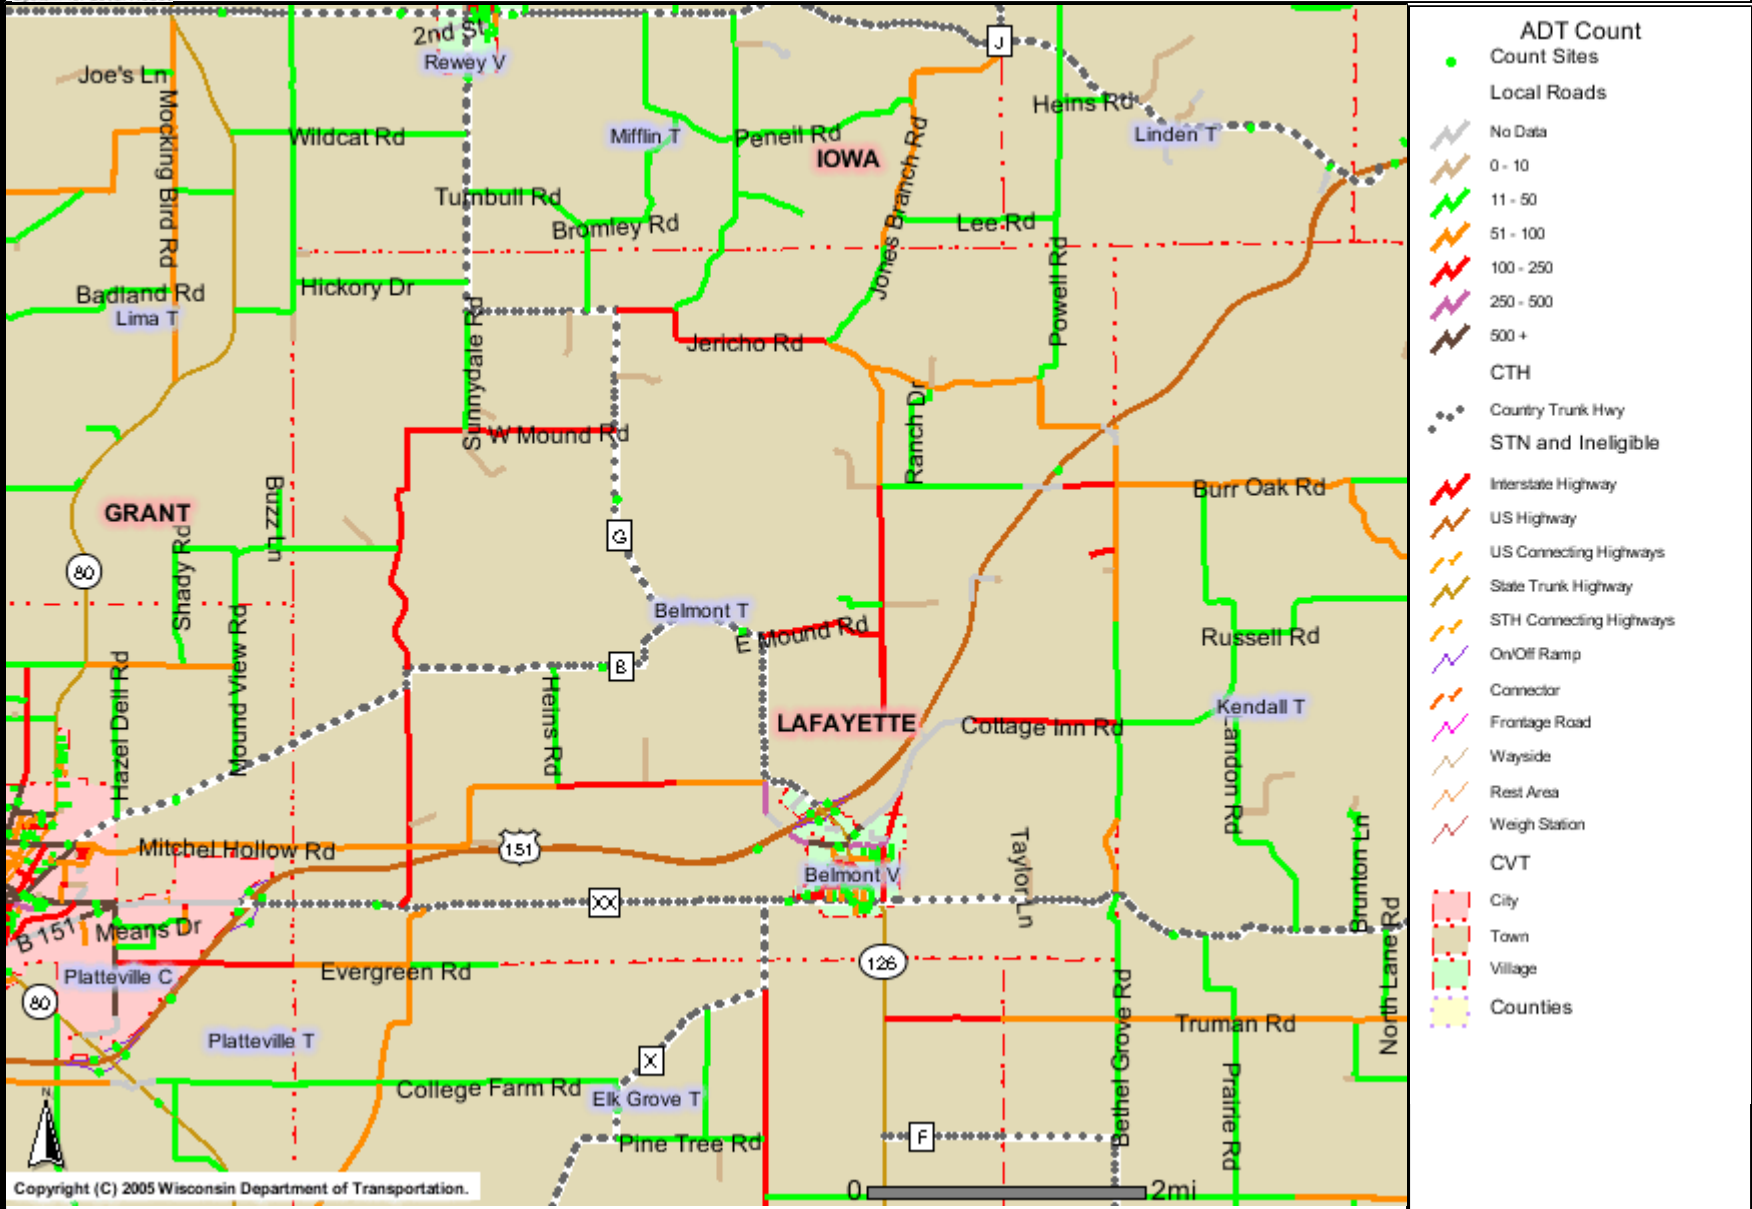 2nd St
Rewey V
J
Joe's Ln
Mocking Bird Rd
Wildcat Rd
Mifflin T
Peneil Rd
IOWA
Heins Rd
Linden T
Turnbull Rd
Bromley Rd
Jones Branch Rd
Lee Rd
Powell Rd
Badland Rd
Lima T
Hickory Dr
Sunnydale Rd
Jericho Rd
Ranch Dr
W Mound Rd
Burr Oak Rd
GRANT
Buzz Ln
Shady Rd
G
80
Belmont T
E Mound Rd
Russell Rd
Mound View Rd
Hazel Dell Rd
B
Heins Rd
LAFAYETTE
Cottage Inn Rd
Kendall T
Landon Rd
Mitchel Hollow Rd
151
Belmont V
Taylor Ln
Brunton Ln
XX
B 151
Means Dr
Platteville C
Evergreen Rd
126
North Lane Rd
80
Platteville T
Truman Rd
Bethel Grove Rd
X
College Farm Rd
Elk Grove T
Prairie Rd
Pine Tree Rd
F
N
Copyright (C) 2005 Wisconsin Department of Transportation.
0 2mi
ADT Count
Count Sites
Local Roads
No Data
0 - 10
11 - 50
51 - 100
100 - 250
250 - 500
500 +
CTH
Country Trunk Hwy
STN and Ineligible
Interstate Highway
US Highway
US Connecting Highways
State Trunk Highway
STH Connecting Highways
On/Off Ramp
Connector
Frontage Road
Wayside
Rest Area
Weigh Station
CVT
City
Town
Village
Counties